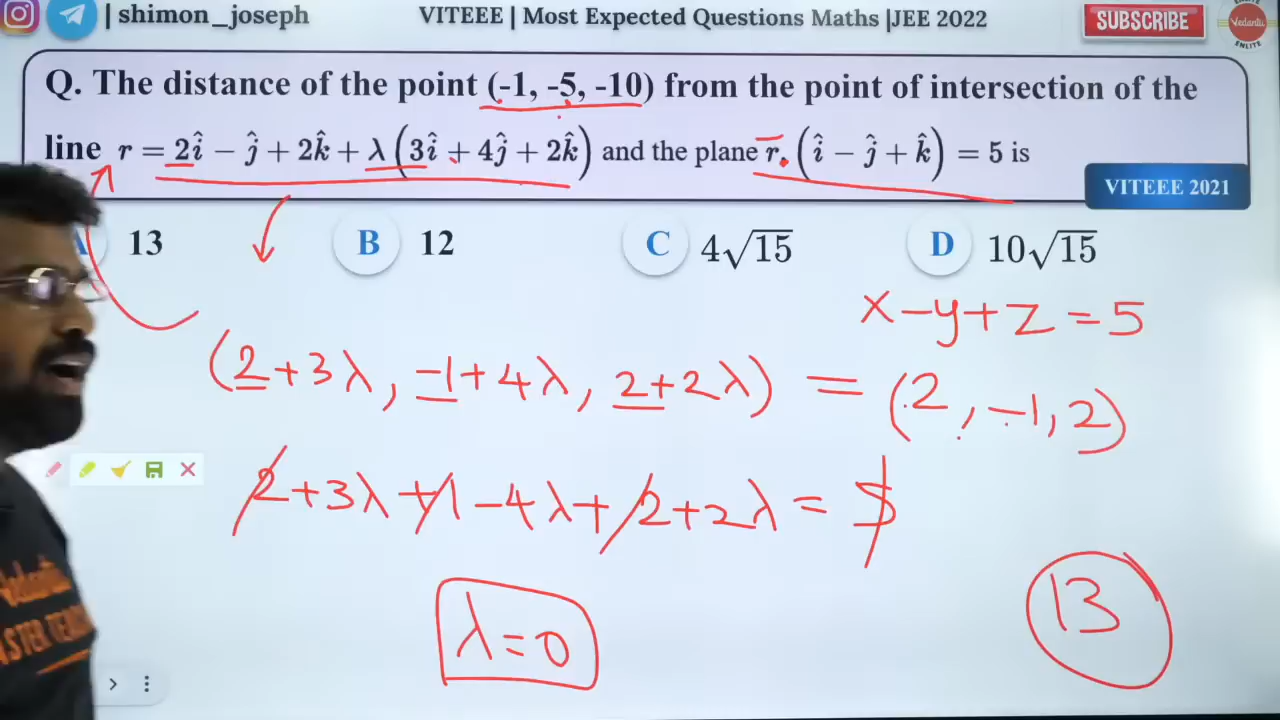 | shimon_joseph
VITEEE | Most Expected Questions Maths |JEE 2022
SUBSCRIBE
Vedantu
ENLITE
Q. The distance of the point (-1, -5, -10) from the point of intersection of the
line r = 2î − ĵ + 2k̂ + λ(3î + 4ĵ + 2k̂) and the plane r̄. (î − ĵ + k̂) = 5 is
VITEEE 2021
13
B 12
C 4√15
D 10√15
x − y + z = 5
(2 + 3λ, −1 + 4λ, 2 + 2λ) = (2, −1, 2)
2 + 3λ + 1 − 4λ + 2 + 2λ = 5
λ = 0
13
Vedantu